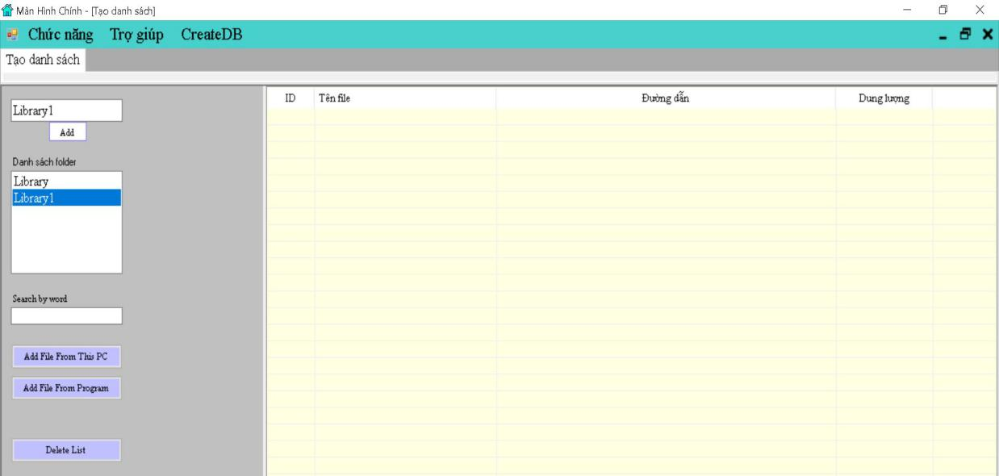 Màn Hình Chính - [Tạo danh sách]
Chức năng Trợ giúp CreateDB
Tạo danh sách
Library1
Add
Danh sách folder
Library
Library1
Search by word
Add File From This PC
Add File From Program
Delete List
ID Tên file Đường dẫn Dung lượng